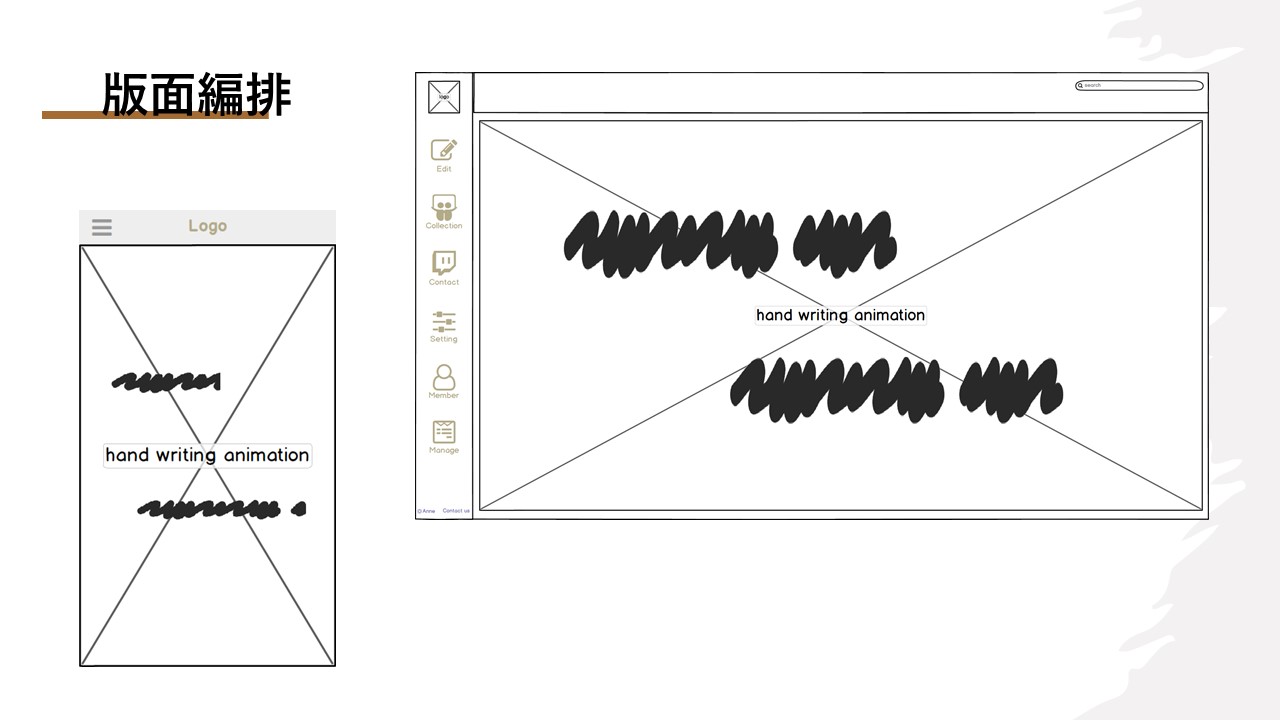 版面編排
Logo
hand writing animation
logo
search
Edit
Collection
Contact
Setting
Member
Manage
© Anne Contact us
hand writing animation